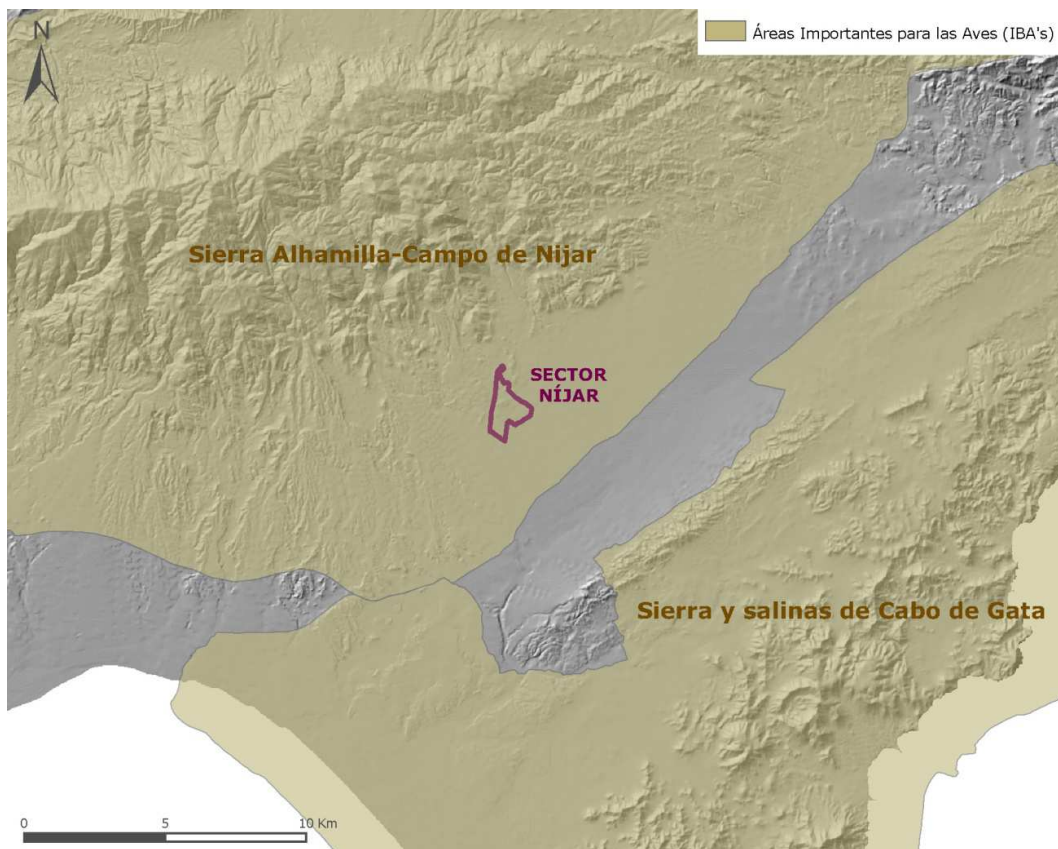 N
Áreas Importantes para las Aves (IBA's)
Sierra Alhamilla-Campo de Nijar
SECTOR
NÍJAR
Sierra y salinas de Cabo de Gata
0 5 10 Km